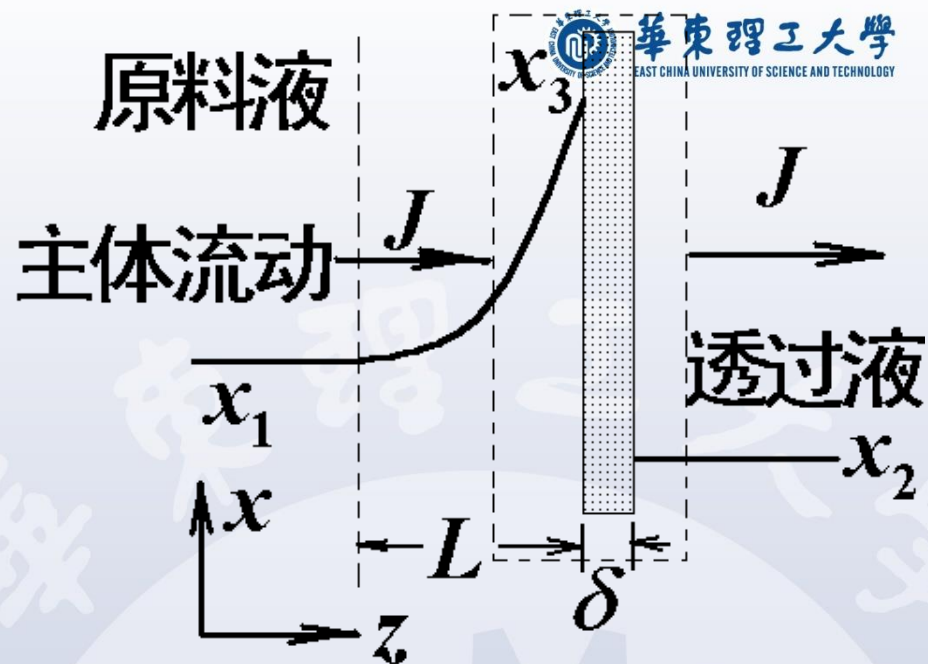 華東理工大學
EAST CHINA UNIVERSITY OF SCIENCE AND TECHNOLOGY
原料液
x₃
J
J
主体流动
透过液
x₁
x₂
x
L
δ
z